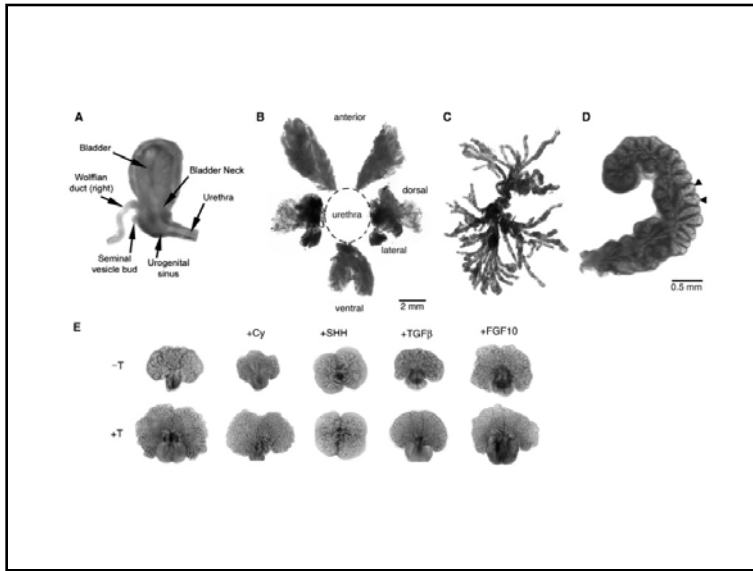 A
Bladder
Wolffian
duct (right)
Bladder Neck
Urethra
Seminal
vesicle bud
Urogenital
sinus
B
anterior
dorsal
urethra
lateral
ventral
2 mm
C
D
0.5 mm
E
+Cy
+SHH
+TGFβ
+FGF10
−T
+T